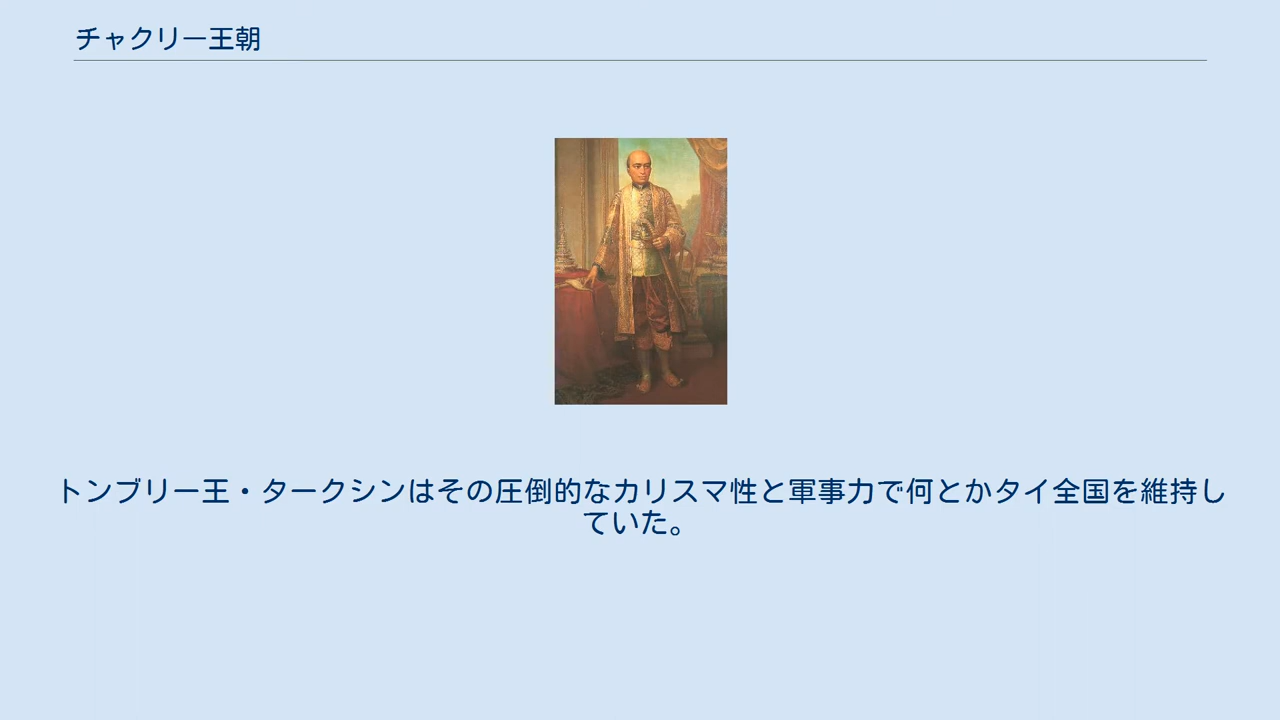 チャクリー王朝
トンブリー王・タークシンはその圧倒的なカリスマ性と軍事力で何とかタイ全国を維持し
ていた。